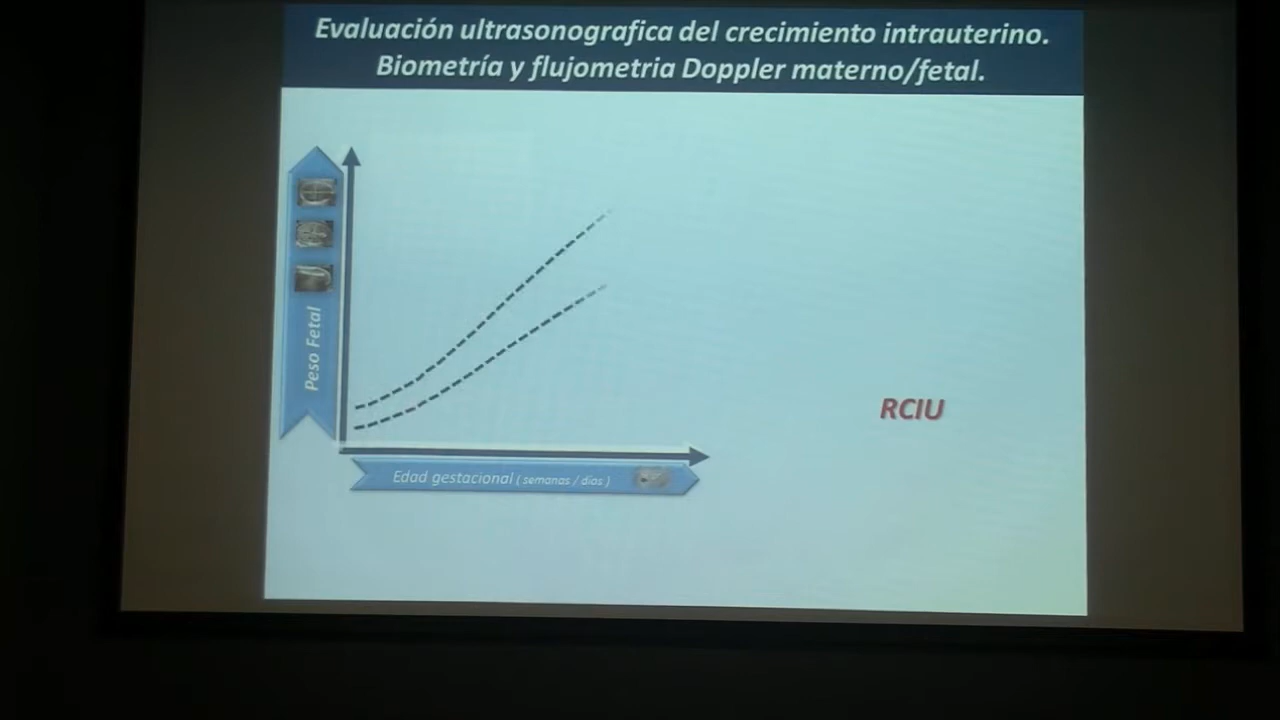 Evaluación ultrasonografica del crecimiento intrauterino.
Biometría y flujometria Doppler materno/fetal.
Peso Fetal
RCIU
Edad gestacional ( semanas / días )